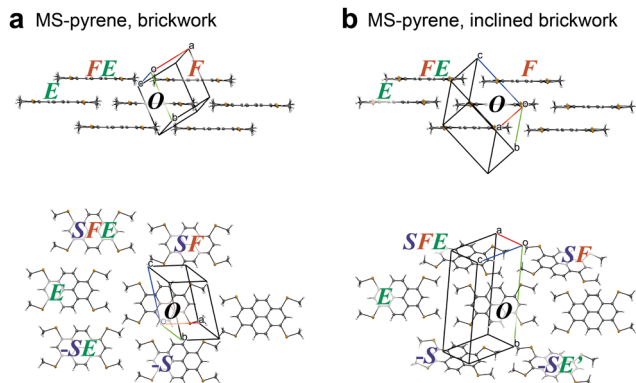 a MS-pyrene, brickwork
FE
F
E
O
a
o
c
b
SFE
SF
E
O
-SE
-S
c
o
a
b
b MS-pyrene, inclined brickwork
FE
F
E
O
c
o
a
b
SFE
SF
E
O
-S
-SE'
a
o
c
b